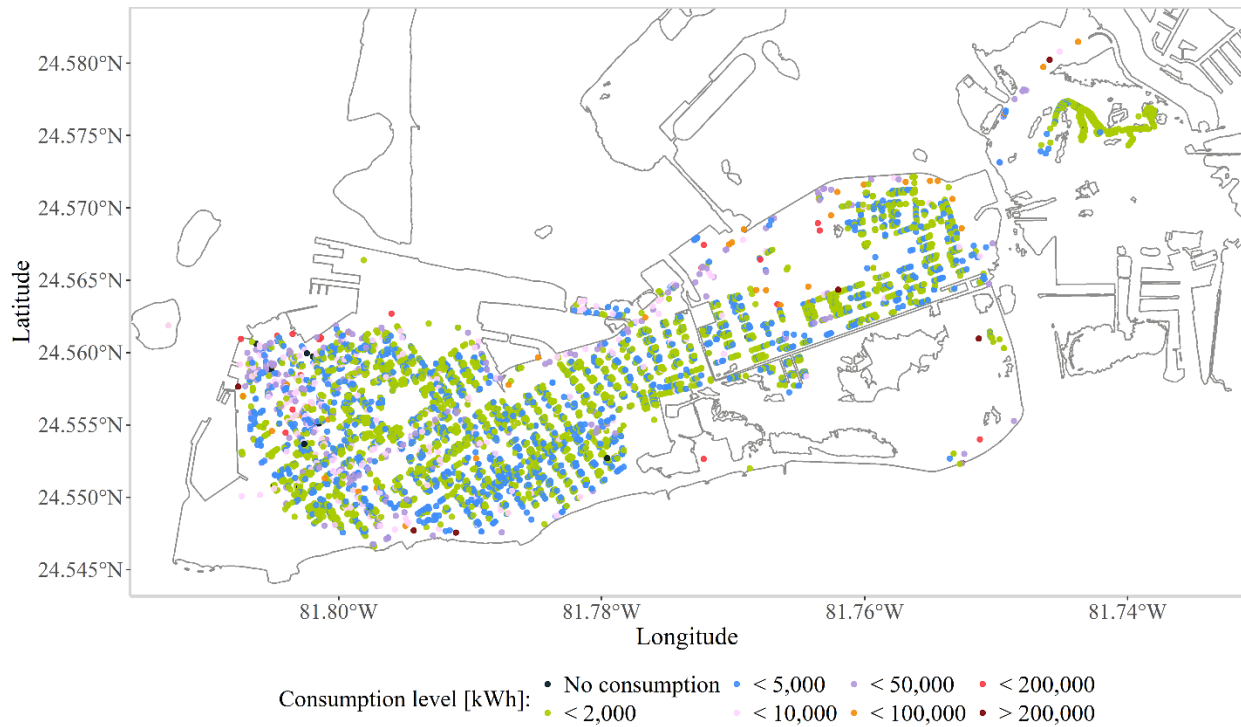 24.580°N
24.575°N
24.570°N
24.565°N
24.560°N
24.555°N
24.550°N
24.545°N
Latitude
81.80°W 81.78°W 81.76°W 81.74°W
Longitude
Consumption level [kWh]:
No consumption < 5,000 < 50,000 < 200,000
< 2,000 < 10,000 < 100,000 > 200,000